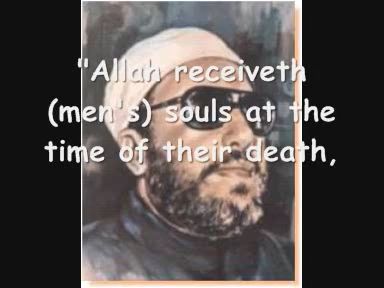 "Allah receiveth
(men's) souls at the
time of their death,